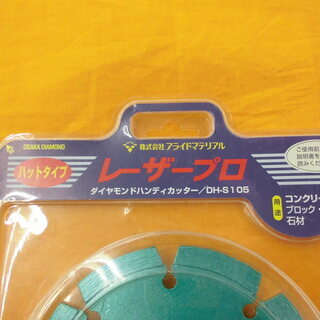 OSAKA DIAMOND
株式会社 アライドマテリアル
ハットタイプ
レーザープロ
ダイヤモンドハンディカッター/DH-S105
ご使用前
説明書を
読みくだ
用途
コンクリー
ブロック・
石材